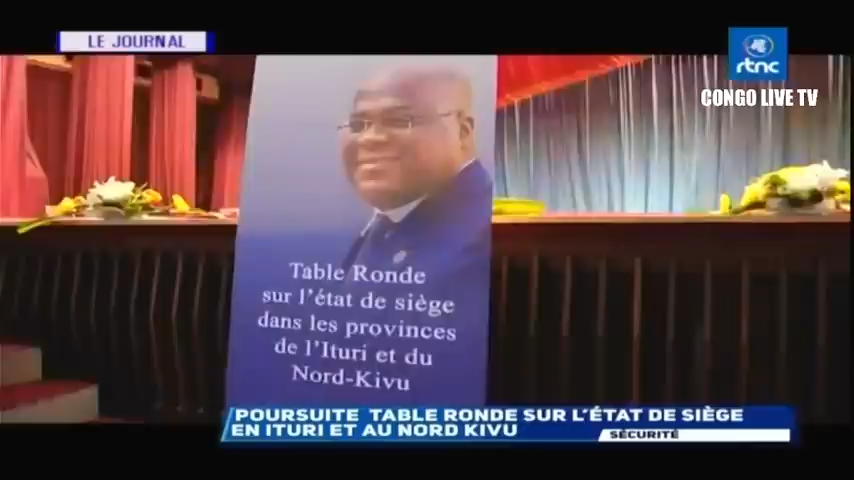 LE JOURNAL
rtnc
CONGO LIVE TV
Table Ronde
sur l'état de siège
dans les provinces
de l'Ituri et du
Nord-Kivu
POURSUITE TABLE RONDE SUR L'ÉTAT DE SIÈGE
EN ITURI ET AU NORD KIVU
SÉCURITÉ